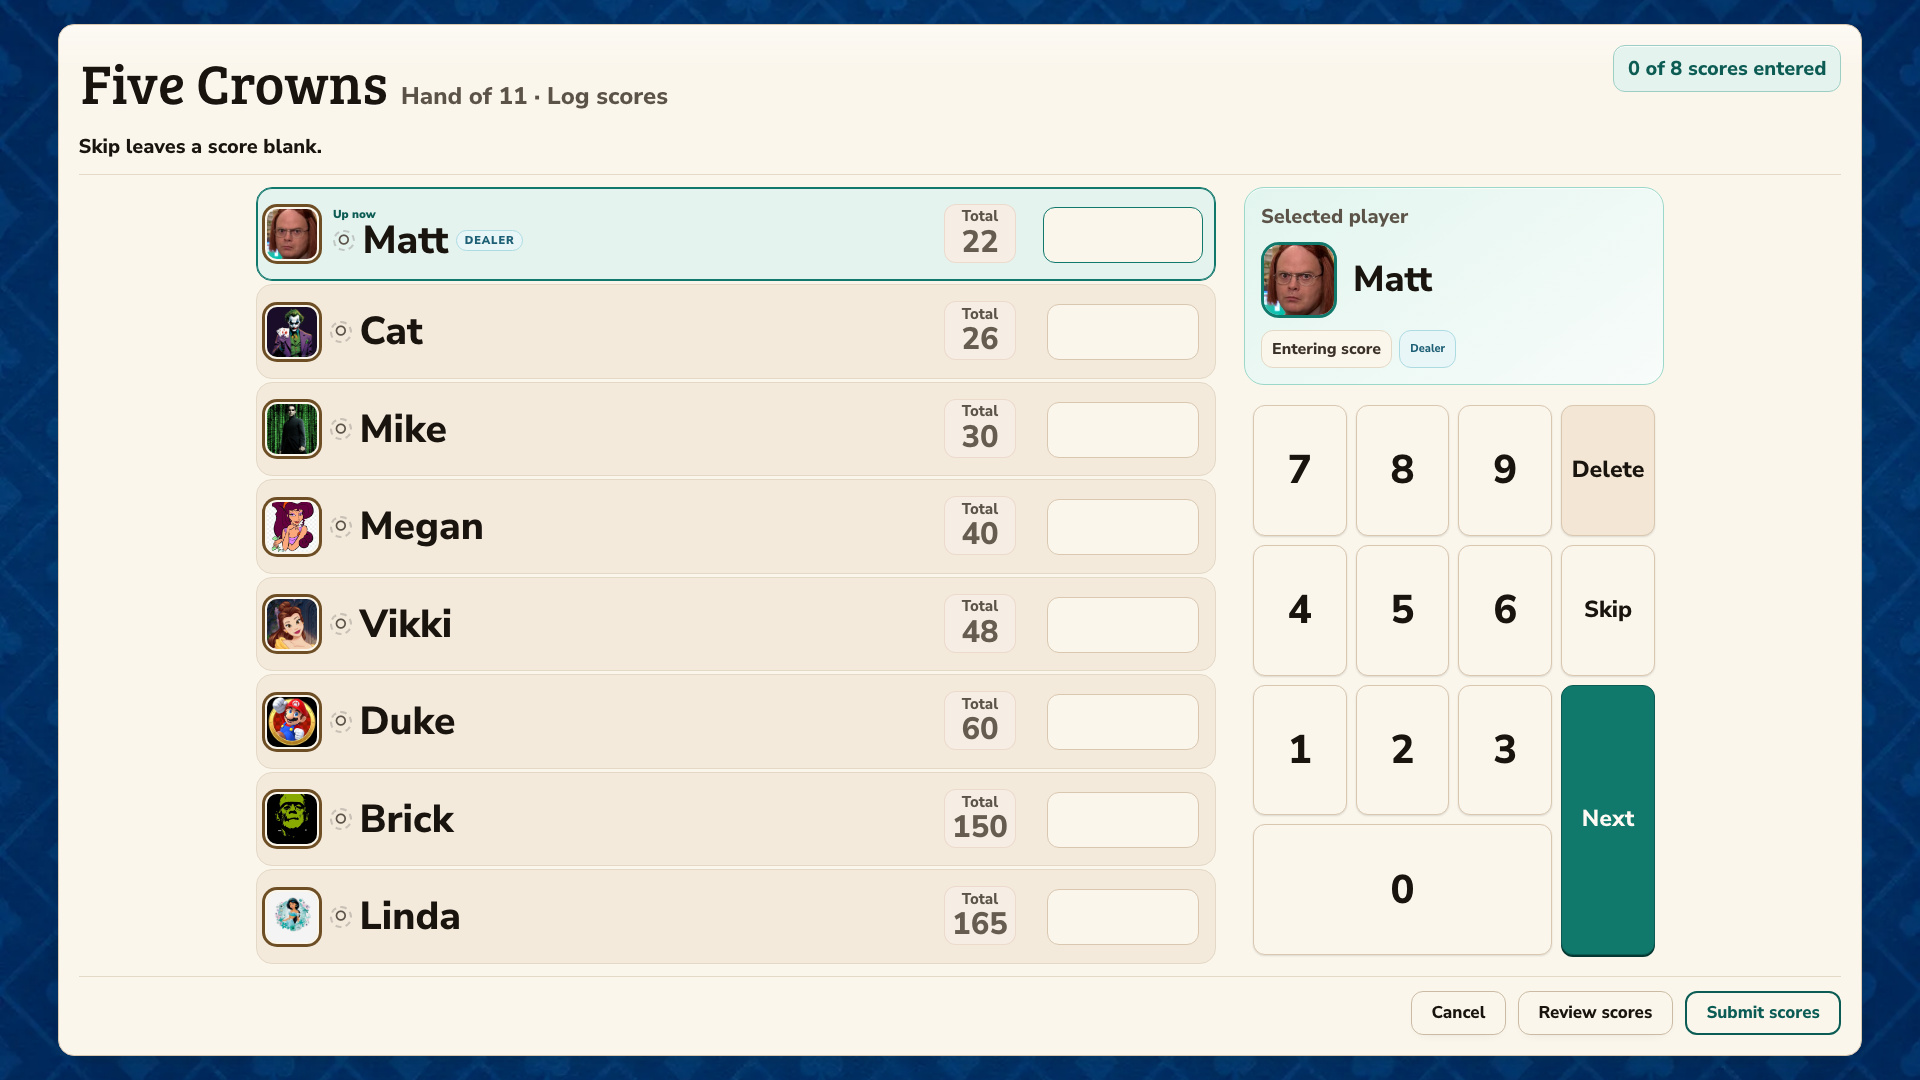 Five Crowns Hand of 11 · Log scores
0 of 8 scores entered
Skip leaves a score blank.
Up now
Matt DEALER
Total
22
Cat
Total
26
Mike
Total
30
Megan
Total
40
Vikki
Total
48
Duke
Total
60
Brick
Total
150
Linda
Total
165
Selected player
Matt
Entering score Dealer
7 8 9 Delete
4 5 6 Skip
1 2 3
Next
0
Cancel Review scores Submit scores